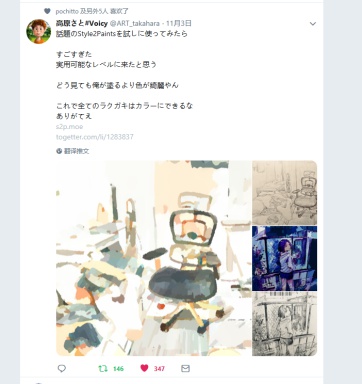 pochitto 及另外5人 喜欢了
高原さと#Voicy @ART_takahara · 11月3日
話題のStyle2Paintsを試しに使ってみたら
すごすぎた
実用可能なレベルに来たと思う
どう見ても俺が塗るより色が綺麗やん
これで全てのラクガキはカラーにできるな
ありがてえ
s2p.moe
togetter.com/li/1283837
翻译推文
146
347